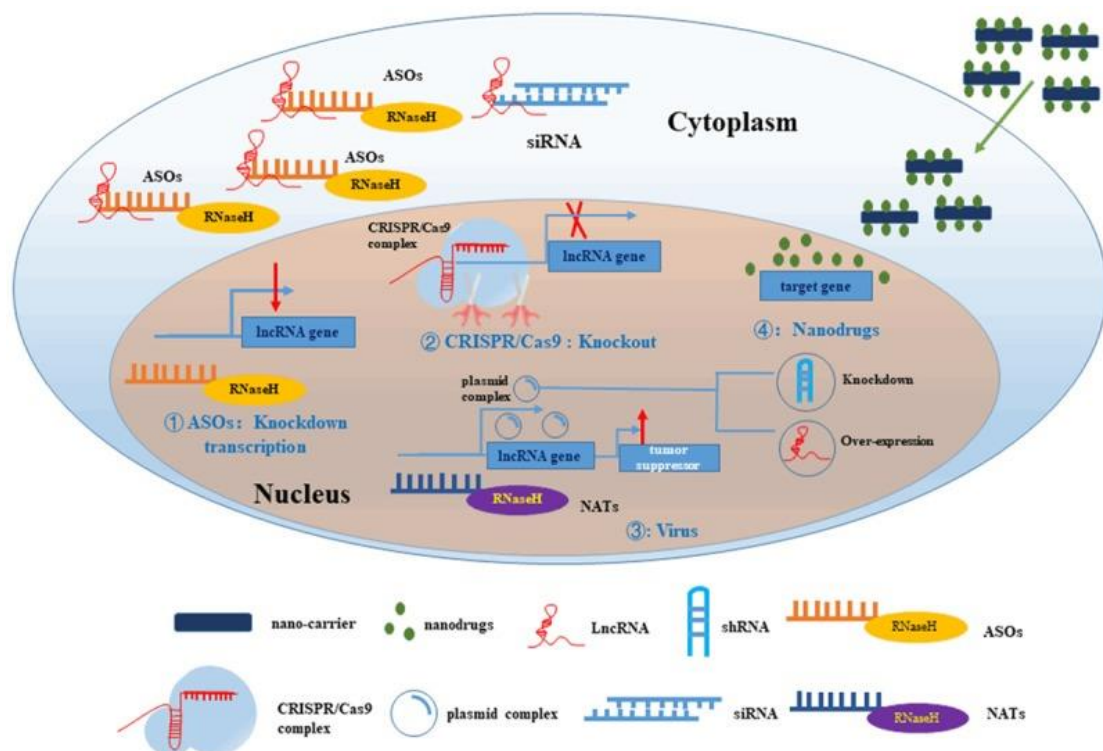 ASOs
RNaseH
siRNA
Cytoplasm
ASOs
RNaseH
ASOs
RNaseH
CRISPR/Cas9
complex
lncRNA gene
target gene
lncRNA gene
② CRISPR/Cas9 : Knockout
④: Nanodrugs
RNaseH
① ASOs: Knockdown
transcription
plasmid
complex
Knockdown
lncRNA gene
tumor
suppressor
Over-expression
Nucleus
RNaseH
NATs
③: Virus
nano-carrier
nanodrugs
LncRNA
shRNA
RNaseH
ASOs
CRISPR/Cas9
complex
plasmid complex
siRNA
RNaseH
NATs